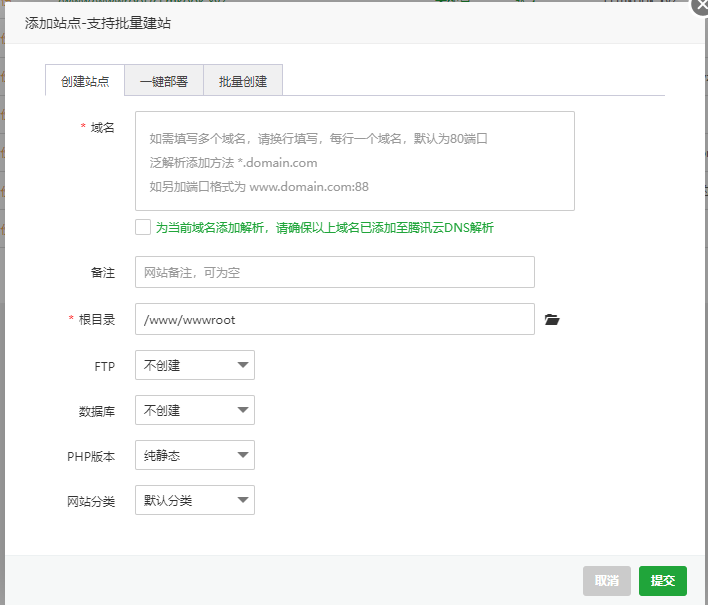 添加站点-支持批量建站
创建站点 一键部署 批量创建
* 域名
如需填写多个域名，请换行填写，每行一个域名，默认为80端口
泛解析添加方法 *.domain.com
如另加端口格式为 www.domain.com:88
为当前域名添加解析，请确保以上域名已添加至腾讯云DNS解析
备注 网站备注，可为空
* 根目录 /www/wwwroot
FTP 不创建
数据库 不创建
PHP版本 纯静态
网站分类 默认分类
取消 提交